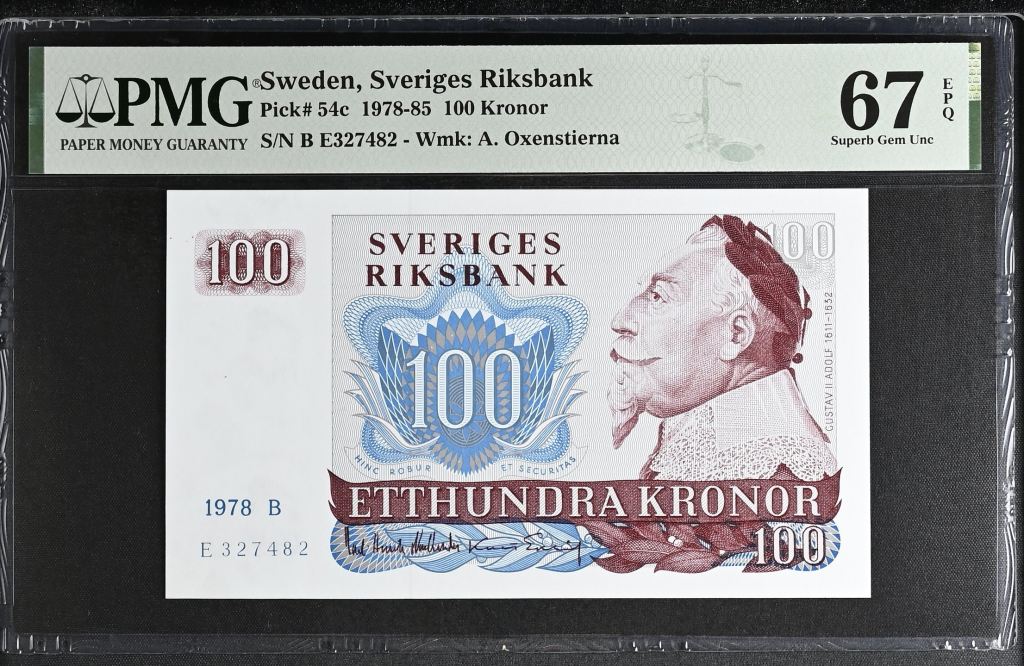 PMG®
PAPER MONEY GUARANTY
Sweden, Sveriges Riksbank
Pick# 54c 1978-85 100 Kronor
S/N B E327482 - Wmk: A. Oxenstierna
67
EPQ
Superb Gem Unc
100
SVERIGES
RIKSBANK
100
100
GUSTAV II ADOLF 1611-1632
HINC ROBUR ET SECURITAS
1978 B
E327482
ETTHUNDRA KRONOR
100